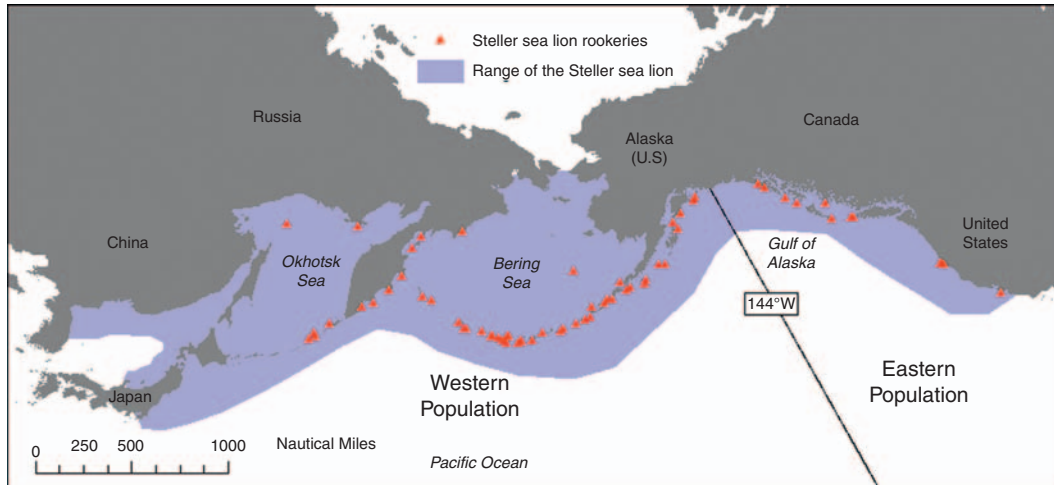 Steller sea lion rookeries
Range of the Steller sea lion
Russia
Alaska
(U.S)
Canada
China
Okhotsk
Sea
Bering
Sea
Gulf of
Alaska
United
States
144°W
Western
Population
Eastern
Population
Japan
Nautical Miles
0 250 500 1000
Pacific Ocean